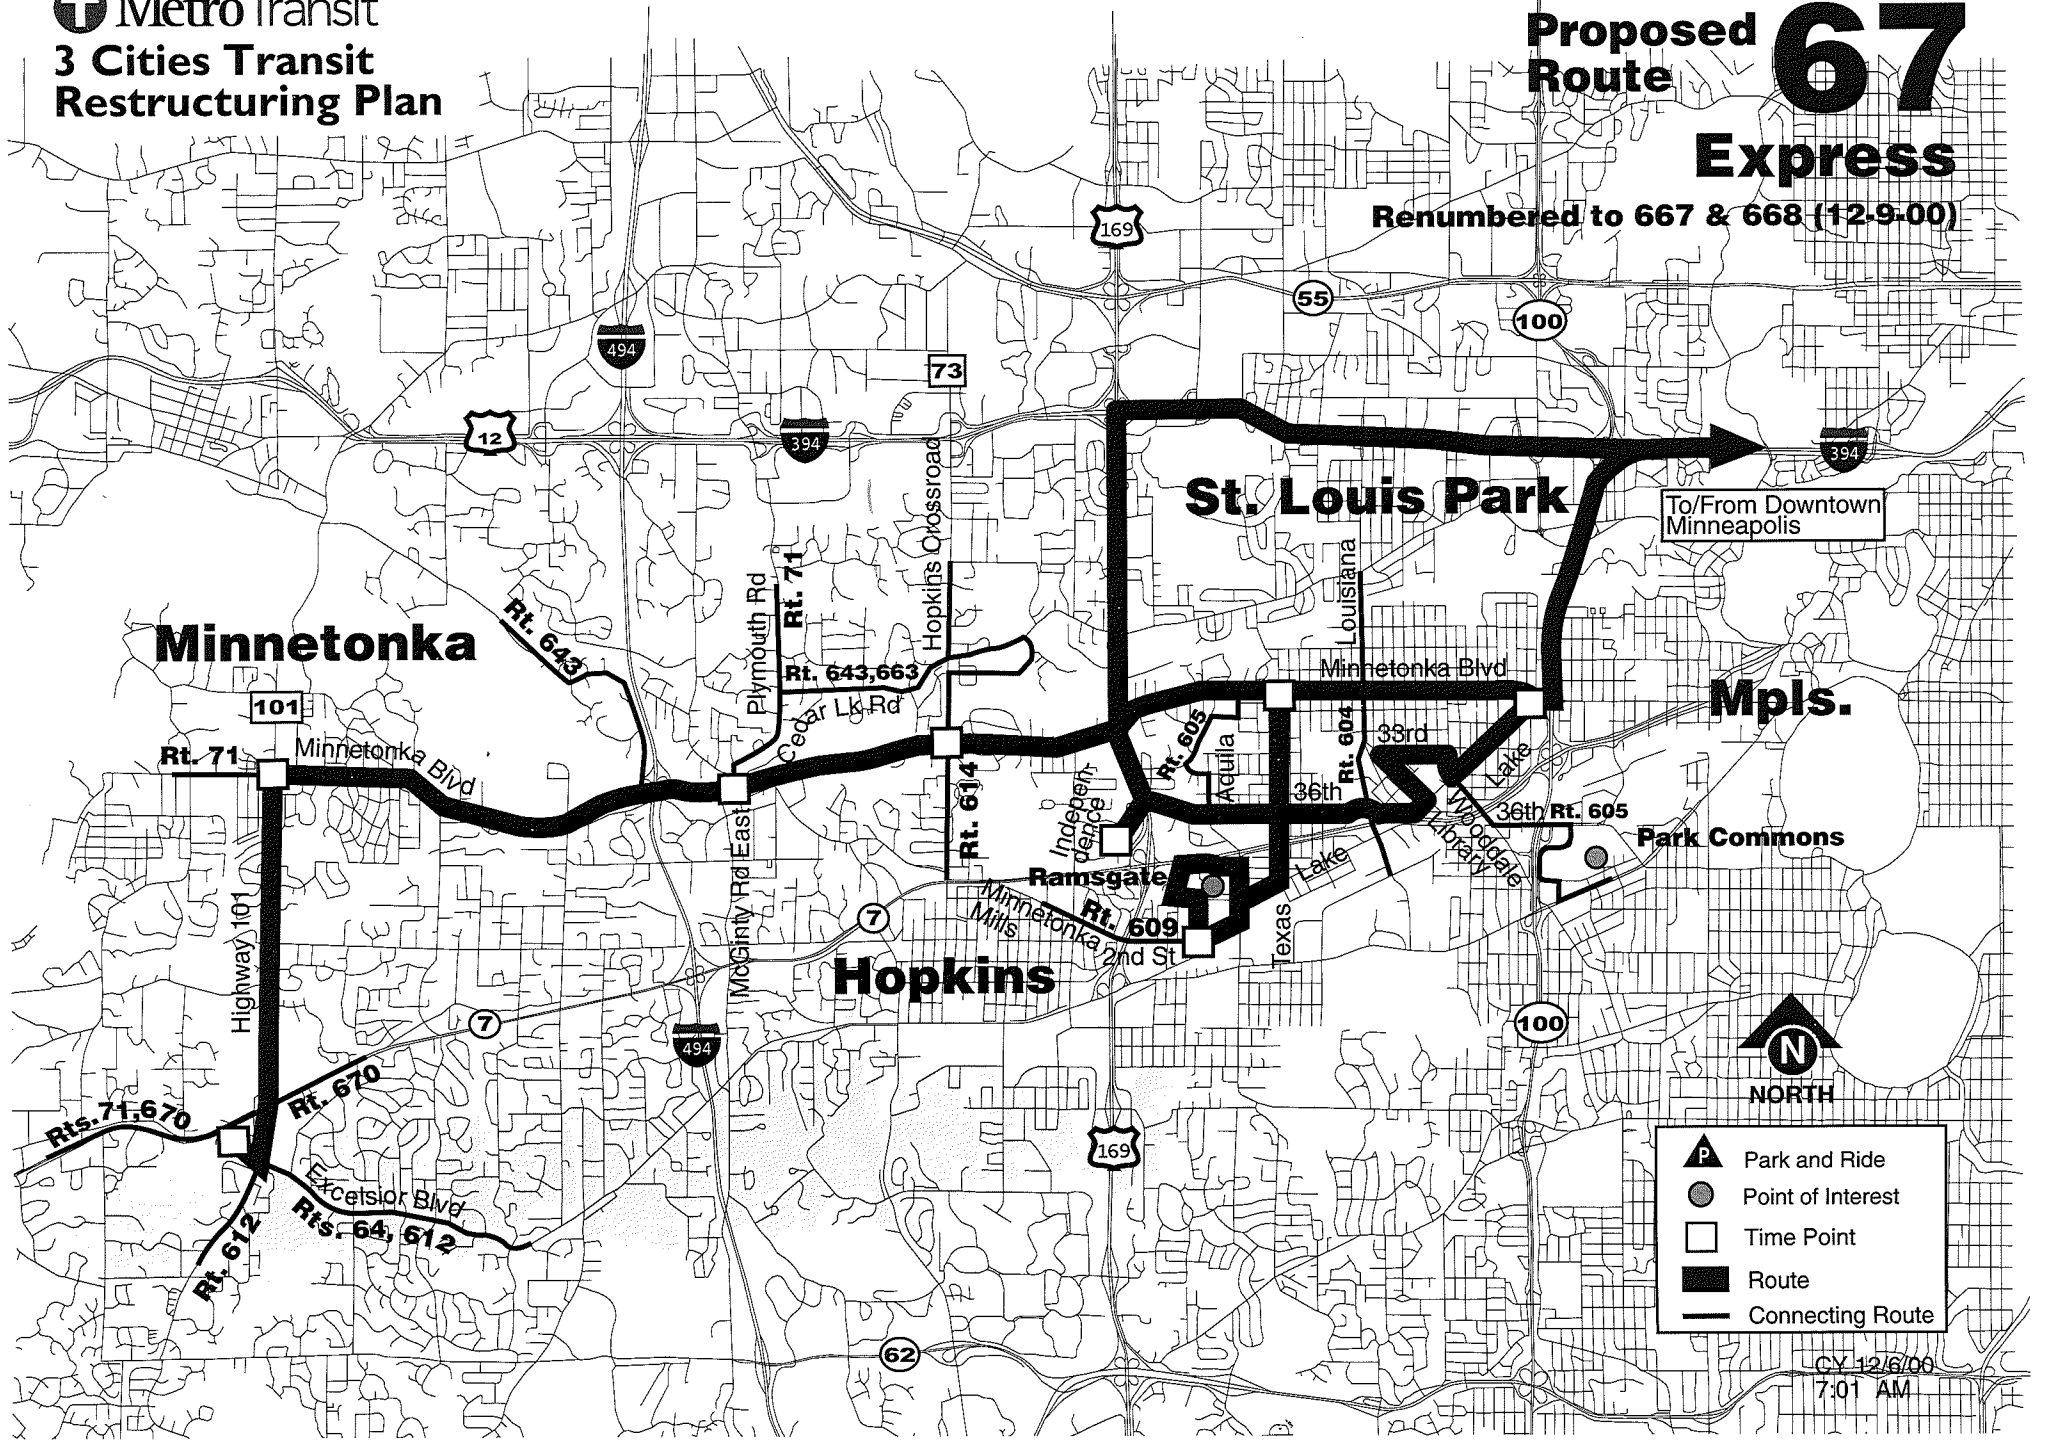 T MetroTransit
3 Cities Transit
Restructuring Plan
Proposed
Route
67
Express
Renumbered to 667 & 668 (12-9-00)
169
55
100
494
73
12
394
394
St. Louis Park
To/From Downtown
Minneapolis
Hopkins Crossroad
Plymouth Rd
Rt. 71
Louisiana
Rt. 643
Minnetonka
Rt. 643,663
Minnetonka Blvd
Mpls.
101
Cedar Lk Rd
Rt. 71
Minnetonka Blvd
Rt. 605
Aquila
Rt. 604
33rd
Lake
Rt. 614
Indepen-
dence
36th
36th Rt. 605
Wooddale
Library
Park Commons
McGinty Rd East
Ramsgate
Lake
Highway 101
7
Minnetonka
Mills
Rt. 609
2nd St
Texas
Hopkins
7
494
100
N
NORTH
Rt. 670
Rts.71,670
169
Excelsior Blvd
Rts. 64, 612
Rt. 612
P Park and Ride
Point of Interest
Time Point
Route
Connecting Route
62
CY 12/6/00
7:01 AM